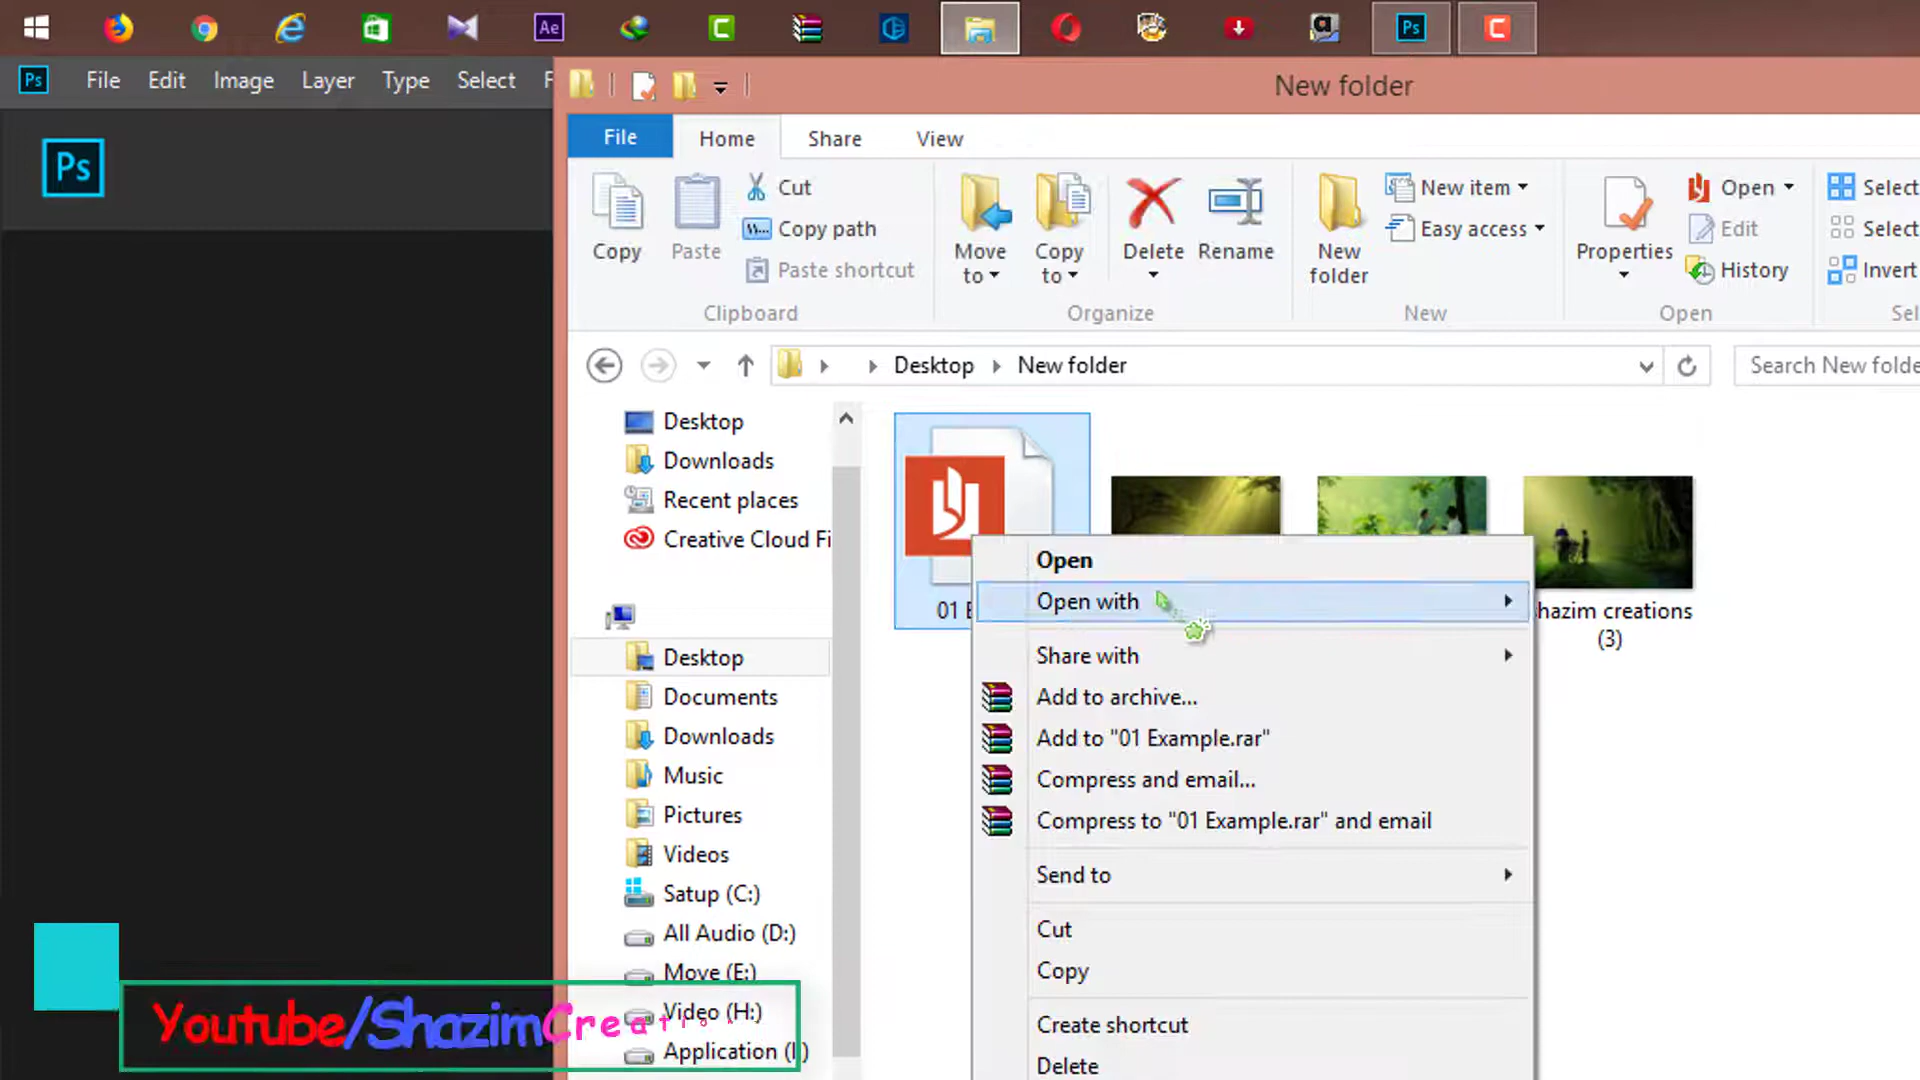 Ae
Ps
Ps
File Edit Image Layer Type Select
New folder
Ps
File Home Share View
Copy
Paste
Cut
Copy path
Paste shortcut
Clipboard
Move to
Copy to
Delete
Rename
Organize
New folder
New item
Easy access
New
Properties
Open
Edit
History
Open
Select
Select
Invert
Desktop New folder
Search New folde
Desktop
Downloads
Recent places
Creative Cloud Fi
Desktop
Documents
Downloads
Music
Pictures
Videos
Satup (C:)
All Audio (D:)
Move (E:)
Video (H:)
Application (I:)
01 E
hazim creations
(3)
Open
Open with
Share with
Add to archive...
Add to "01 Example.rar"
Compress and email...
Compress to "01 Example.rar" and email
Send to
Cut
Copy
Create shortcut
Delete
Youtube/ShazimCreation